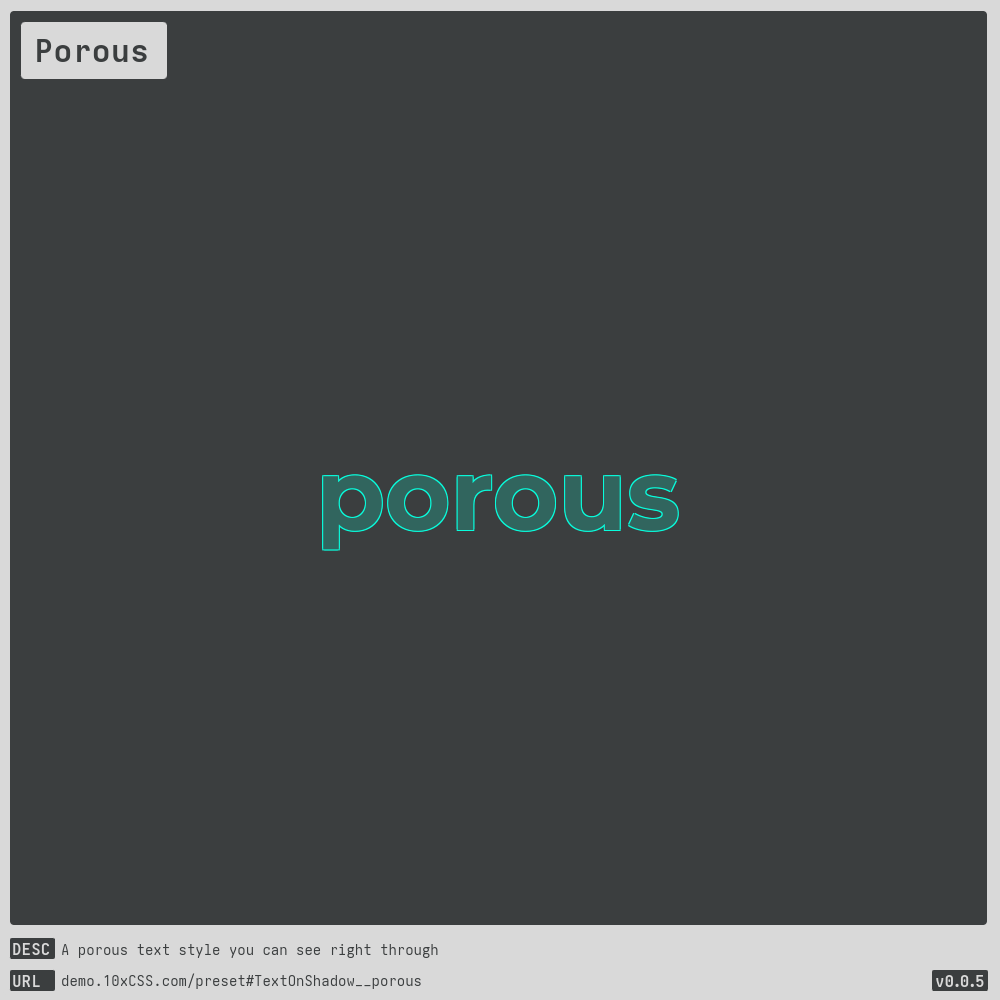 Porous
porous
DESC A porous text style you can see right through
URL demo.10xCSS.com/preset#TextOnShadow__porous
v0.0.5